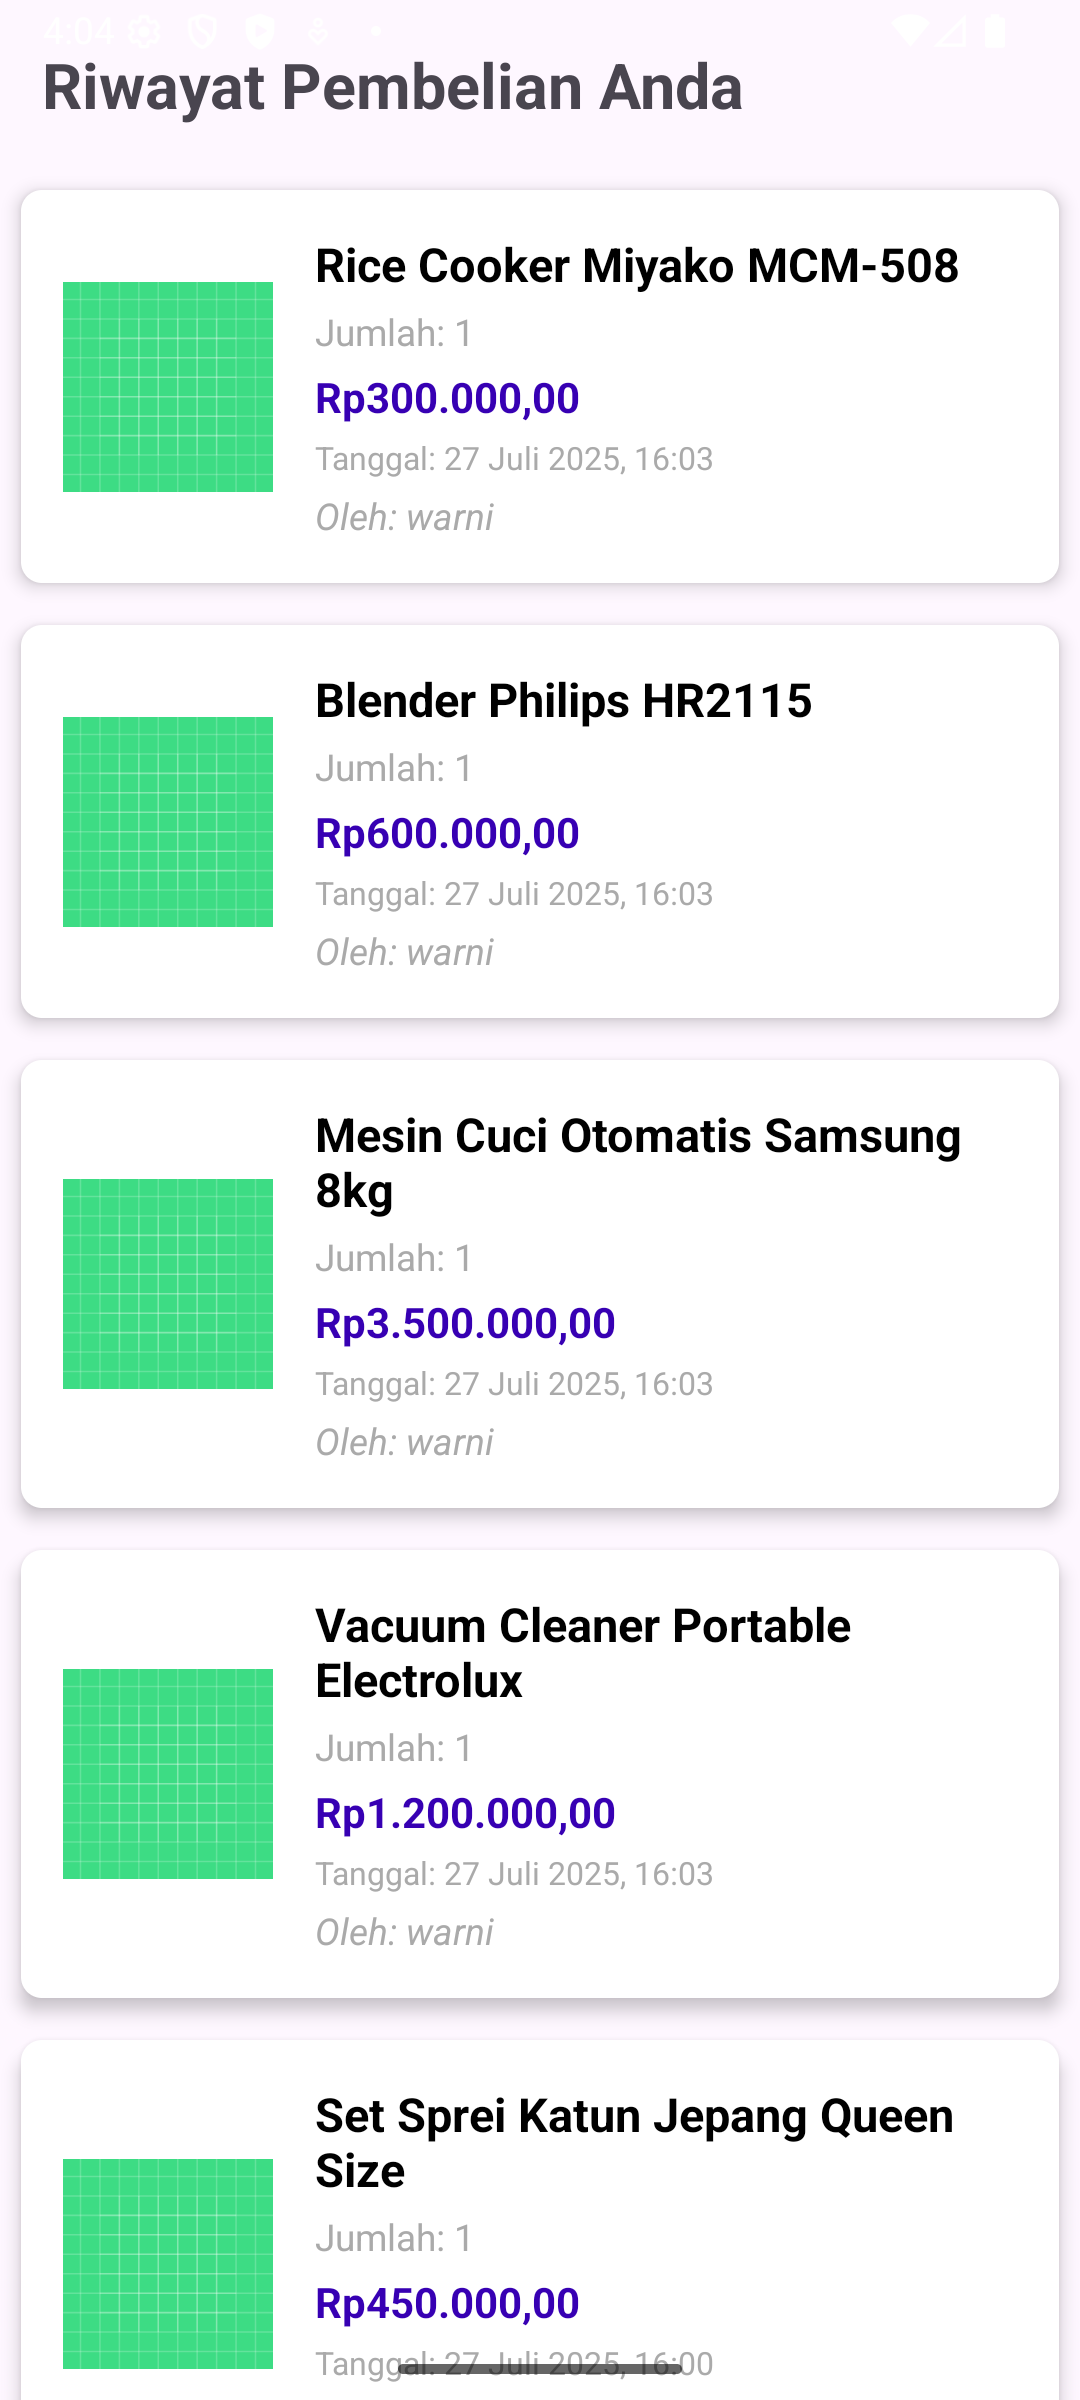 4:04
Riwayat Pembelian Anda
Rice Cooker Miyako MCM-508
Jumlah: 1
Rp300.000,00
Tanggal: 27 Juli 2025, 16:03
Oleh: warni
Blender Philips HR2115
Jumlah: 1
Rp600.000,00
Tanggal: 27 Juli 2025, 16:03
Oleh: warni
Mesin Cuci Otomatis Samsung
8kg
Jumlah: 1
Rp3.500.000,00
Tanggal: 27 Juli 2025, 16:03
Oleh: warni
Vacuum Cleaner Portable
Electrolux
Jumlah: 1
Rp1.200.000,00
Tanggal: 27 Juli 2025, 16:03
Oleh: warni
Set Sprei Katun Jepang Queen
Size
Jumlah: 1
Rp450.000,00
Tanggal: 27 Juli 2025, 16:00